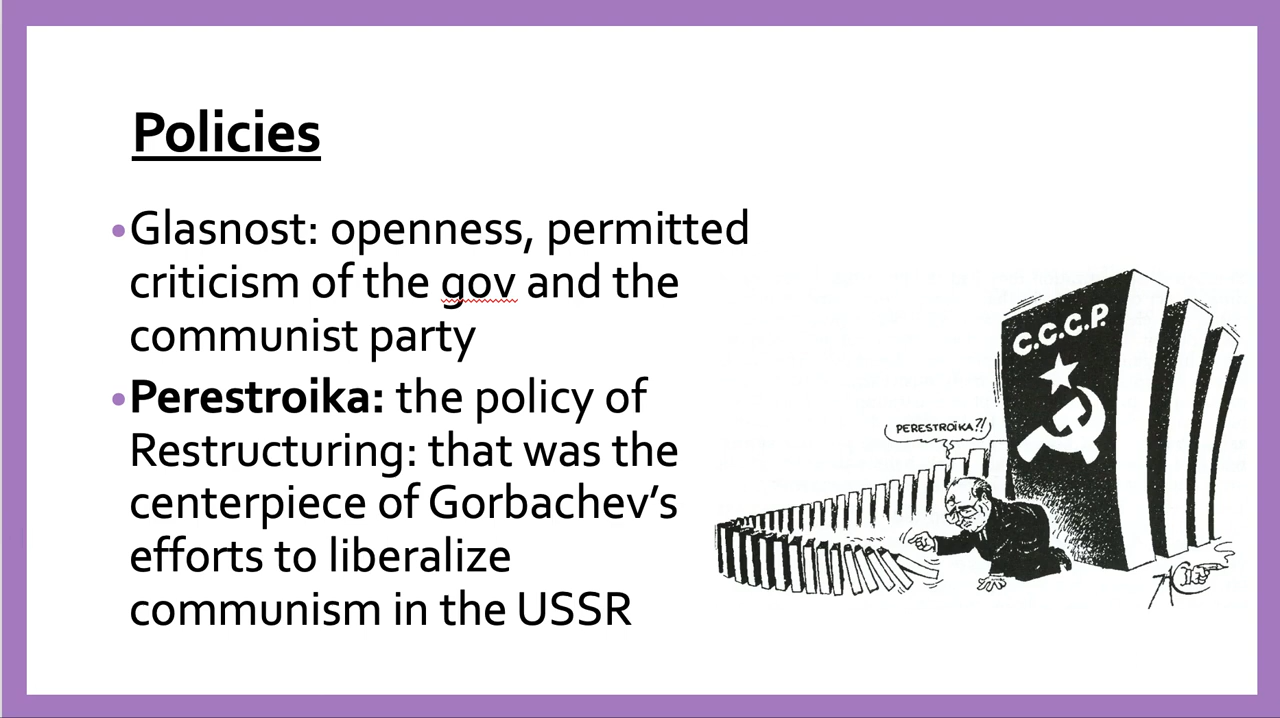 Policies
•Glasnost: openness, permitted
criticism of the gov and the
communist party
•Perestroika: the policy of
Restructuring: that was the
centerpiece of Gorbachev’s
efforts to liberalize
communism in the USSR
C.C.C.P.
PERESTROÏKA?!